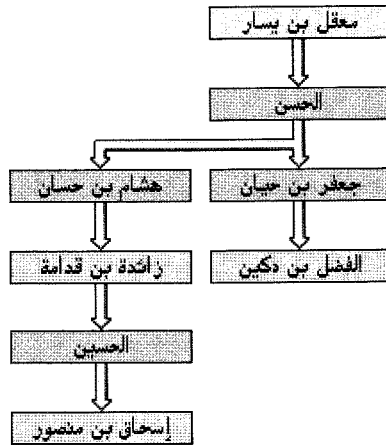 معقل بن يسار
الحسن
جعفر بن حيان
هشام بن حسان
الفضل بن دكين
زائدة بن قدامة
الحسين
إسحاق بن منصور